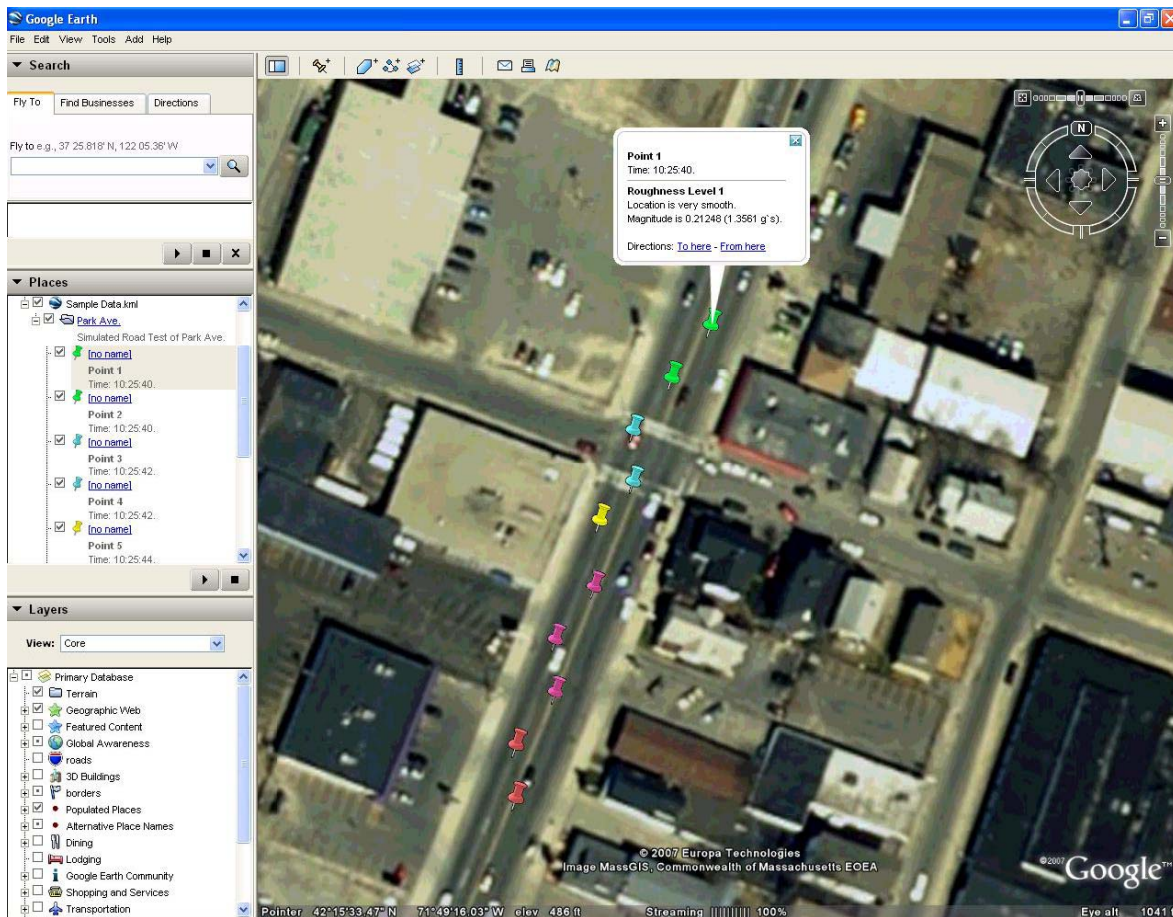 Google Earth
File Edit View Tools Add Help
Search
Fly To Find Businesses Directions
Fly to e.g., 37 25.818' N, 122 05.36' W
Places
Sample Data.kml
Park Ave.
Simulated Road Test of Park Ave.
[no name]
Point 1
Time: 10:25:40.
[no name]
Point 2
Time: 10:25:40.
[no name]
Point 3
Time: 10:25:42.
[no name]
Point 4
Time: 10:25:42.
[no name]
Point 5
Time: 10:25:44.
Layers
View: Core
Primary Database
Terrain
Geographic Web
Featured Content
Global Awareness
roads
3D Buildings
borders
Populated Places
Alternative Place Names
Dining
Lodging
Google Earth Community
Shopping and Services
Transportation
N
Point 1
Time: 10:25:40.
Roughness Level 1
Location is very smooth.
Magnitude is 0.21248 (1.3561 g`s).
Directions: To here - From here
© 2007 Europa Technologies
Image MassGIS, Commonwealth of Massachusetts EOEA
©2007 Google™
Pointer 42°15'33.47" N 71°49'16.03" W elev 486 ft Streaming |||||||||| 100% Eye alt 1041